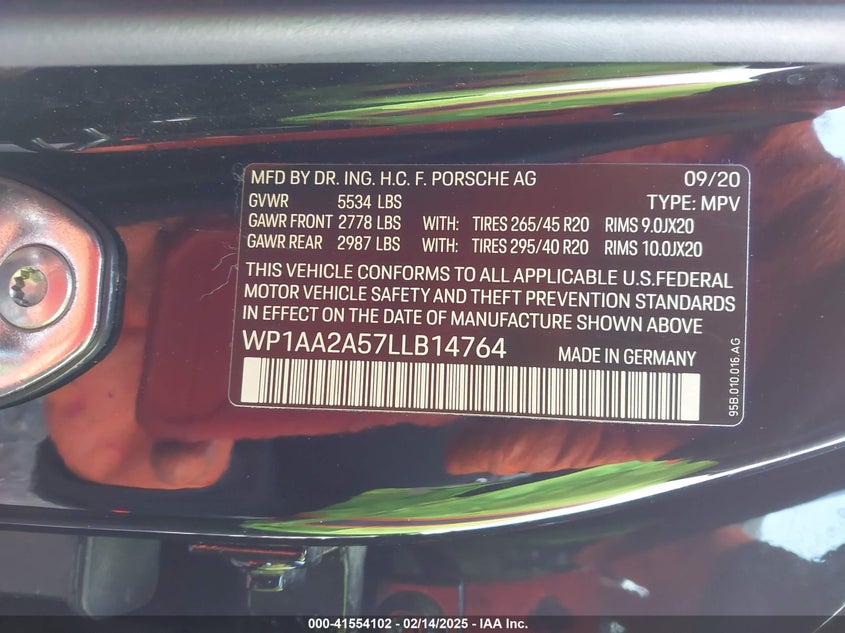 MFD BY DR. ING. H.C. F. PORSCHE AG 09/20
GVWR 5534 LBS TYPE: MPV
GAWR FRONT 2778 LBS WITH: TIRES 265/45 R20 RIMS 9.0JX20
GAWR REAR 2987 LBS WITH: TIRES 295/40 R20 RIMS 10.0JX20
THIS VEHICLE CONFORMS TO ALL APPLICABLE U.S.FEDERAL
MOTOR VEHICLE SAFETY AND THEFT PREVENTION STANDARDS
IN EFFECT ON THE DATE OF MANUFACTURE SHOWN ABOVE
WP1AA2A57LLB14764 MADE IN GERMANY
95B.010.016.AG
000-41554102 - 02/14/2025 - IAA Inc.